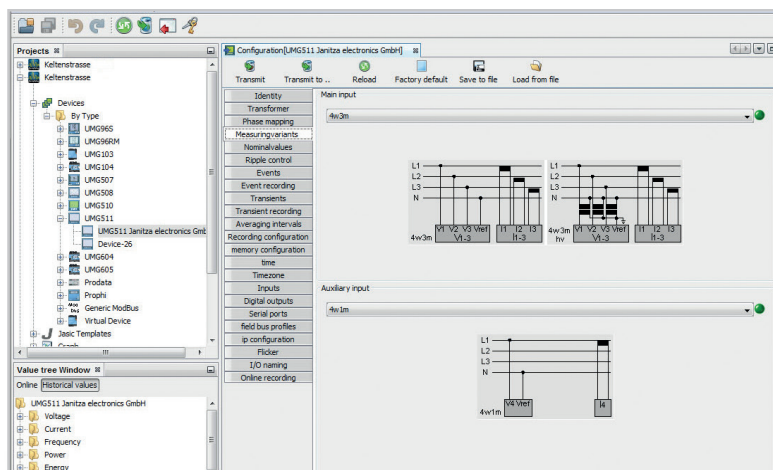 Projects
Keltenstrasse
Keltenstrasse
Devices
By Type
UMG96S
UMG96RM
UMG103
UMG104
UMG507
UMG508
UMG510
UMG511
UMG511 Janitza electronics Gmb
Device-26
UMG604
UMG605
Prodata
Prophi
Mod Bus Generic ModBus
Virtual Device
Jasic Templates
Graph
Value tree Window
Online Historical values
UMG511 Janitza electronics GmbH
Voltage
Current
Frequency
Power
Energy
Configuration[UMG511 Janitza electronics GmbH]
Transmit Transmit to .. Reload Factory default Save to file Load from file
Identity
Transformer
Phase mapping
Measuringvariants
Nominalvalues
Ripple control
Events
Event recording
Transients
Transient recording
Averaging intervals
Recording configuration
memory configuration
time
Timezone
Inputs
Digital outputs
Serial ports
field bus profiles
ip configuration
Flicker
I/O naming
Online recording
Main input
4w3m
L1
L2
L3
N
V1 V2 V3 Vref I1 I2 I3
4w3m V1-3 I1-3
V1 V2 V3 Vref I1 I2 I3
4w3m V1-3 I1-3
hv
Auxiliary input
4w1m
L1
L2
L3
N
V4 Vref I4
4w1m